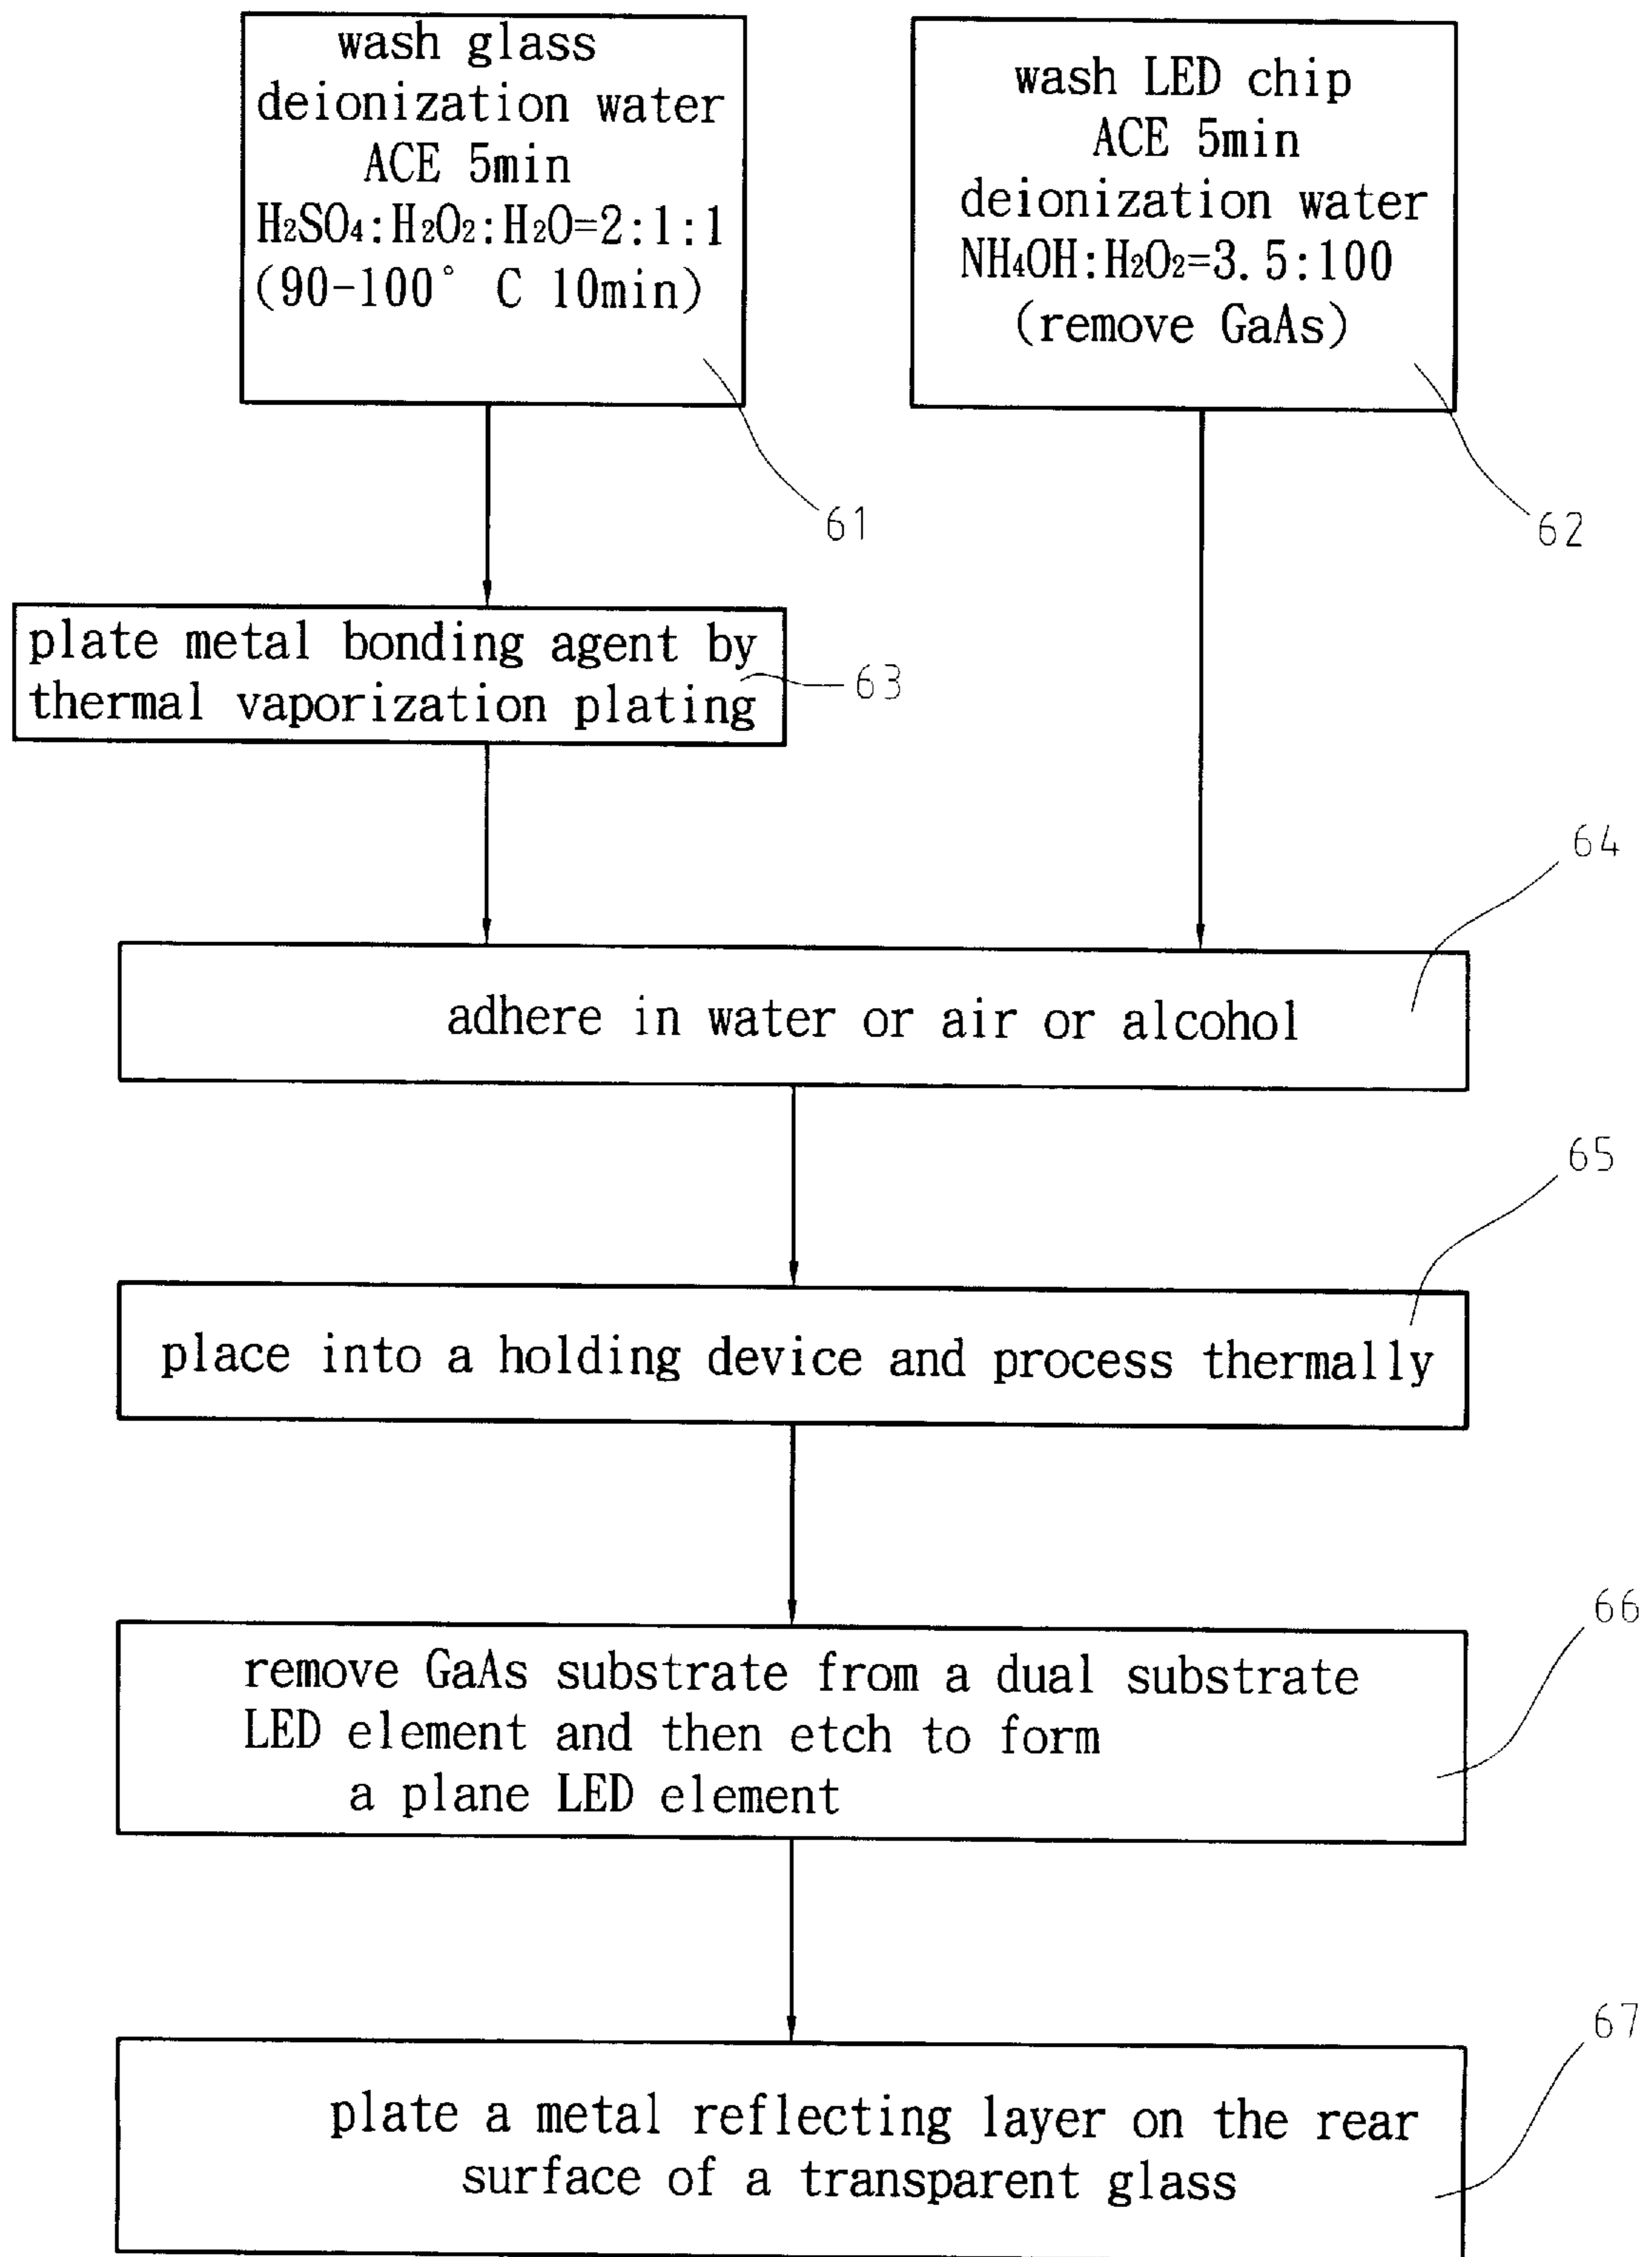 wash glass
deionization water
ACE 5min
H₂SO₄:H₂O₂:H₂O=2:1:1
(90-100° C 10min)
61
wash LED chip
ACE 5min
deionization water
NH₄OH:H₂O₂=3.5:100
(remove GaAs)
62
plate metal bonding agent by
thermal vaporization plating
63
64
adhere in water or air or alcohol
65
place into a holding device and process thermally
66
remove GaAs substrate from a dual substrate
LED element and then etch to form
a plane LED element
67
plate a metal reflecting layer on the rear
surface of a transparent glass